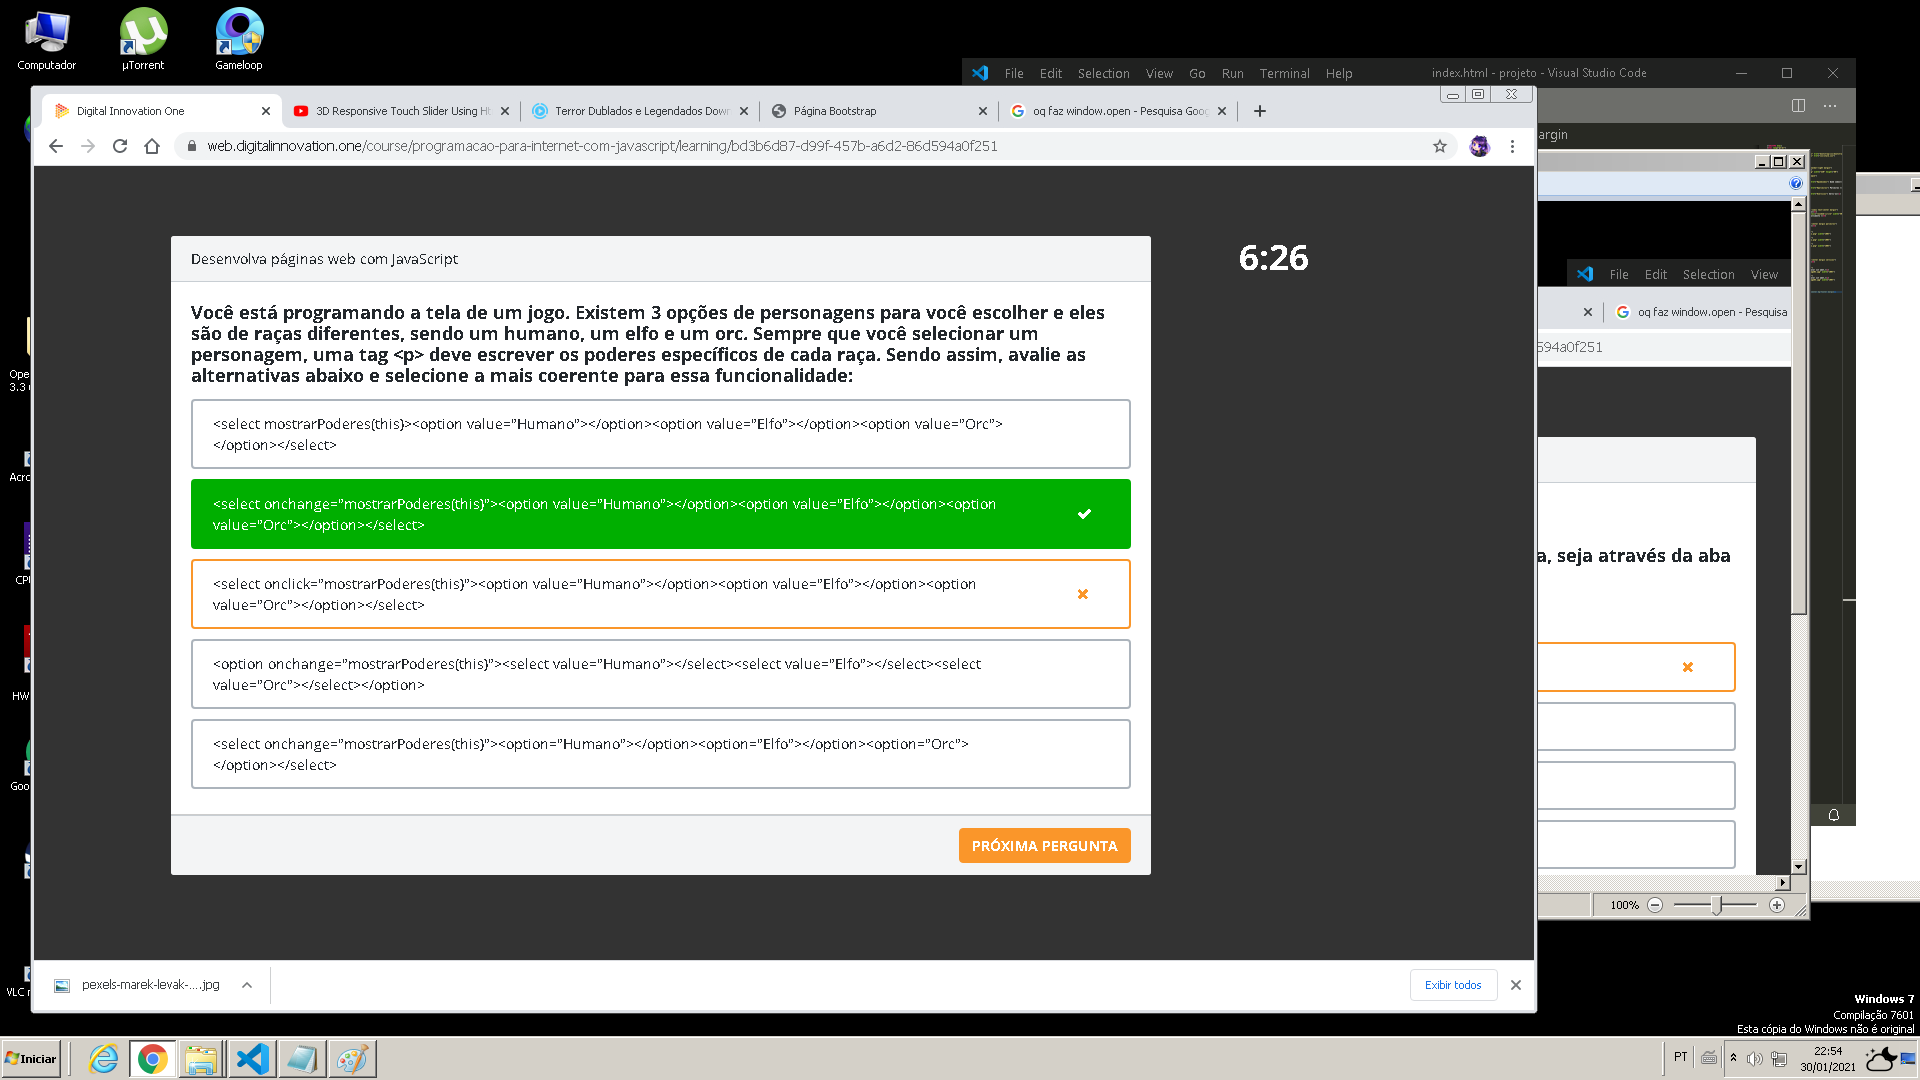 Computador
µTorrent
Gameloop
File Edit Selection View Go Run Terminal Help
index.html - projeto - Visual Studio Code
Digital Innovation One
3D Responsive Touch Slider Using Ht
Terror Dublados e Legendados Dow
Página Bootstrap
oq faz window.open - Pesquisa Goog
web.digitalinnovation.one/course/programacao-para-internet-com-javascript/learning/bd3b6d87-d99f-457b-a6d2-86d594a0f251
argin
Desenvolva páginas web com JavaScript
6:26
Você está programando a tela de um jogo. Existem 3 opções de personagens para você escolher e eles
são de raças diferentes, sendo um humano, um elfo e um orc. Sempre que você selecionar um
personagem, uma tag <p> deve escrever os poderes específicos de cada raça. Sendo assim, avalie as
alternativas abaixo e selecione a mais coerente para essa funcionalidade:
<select mostrarPoderes(this)><option value=”Humano”></option><option value=”Elfo”></option><option value=”Orc”>
</option></select>
<select onchange=”mostrarPoderes(this)”><option value=”Humano”></option><option value=”Elfo”></option><option
value=”Orc”></option></select>
<select onclick=”mostrarPoderes(this)”><option value=”Humano”></option><option value=”Elfo”></option><option
value=”Orc”></option></select>
<option onchange=”mostrarPoderes(this)”><select value=”Humano”></select><select value=”Elfo”></select><select
value=”Orc”></select></option>
<select onchange=”mostrarPoderes(this)”><option=”Humano”></option><option=”Elfo”></option><option=”Orc”>
</option></select>
PRÓXIMA PERGUNTA
File Edit Selection View
oq faz window.open - Pesquisa
594a0f251
a, seja através da aba
100%
Ope
3.3
Acro
CPU
HW
Goo
VLC
pexels-marek-levak-....jpg
Exibir todos
Windows 7
Compilação 7601
Esta cópia do Windows não é original
Iniciar
PT
22:54
30/01/2021